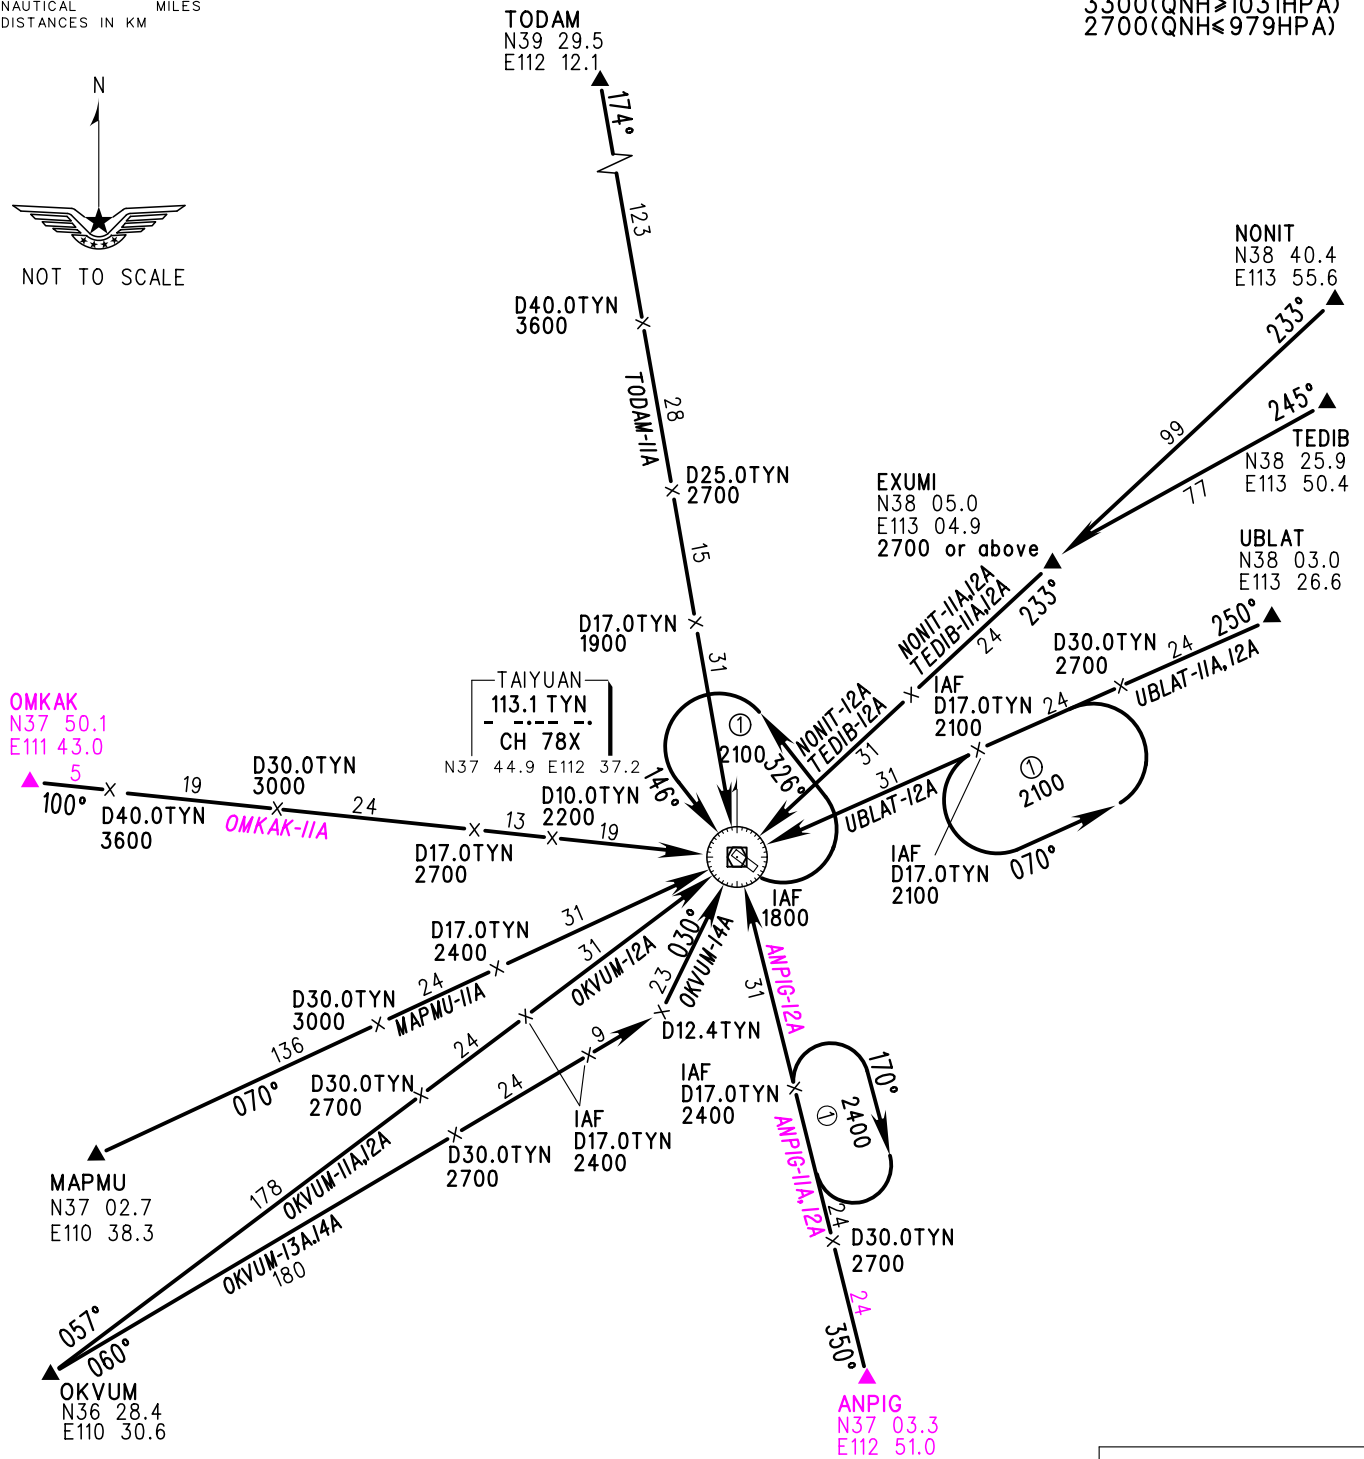 NAUTICAL MILES
DISTANCES IN KM
3300(QNH≥1031HPA)
2700(QNH≤979HPA)
N
NOT TO SCALE
TODAM
N39 29.5
E112 12.1
174°
123
D40.0TYN
3600
28
TODAM-11A
D25.0TYN
2700
15
D17.0TYN
1900
31
NONIT
N38 40.4
E113 55.6
233°
99
245°
TEDIB
N38 25.9
E113 50.4
77
EXUMI
N38 05.0
E113 04.9
2700 or above
233°
NONIT-11A,12A
TEDIB-11A,12A
24
UBLAT
N38 03.0
E113 26.6
250°
24
D30.0TYN
2700
UBLAT-11A,12A
24
IAF
D17.0TYN
2100
NONIT-12A
TEDIB-12A
31
31
UBLAT-12A
①
2100
070°
IAF
D17.0TYN
2100
TAIYUAN
113.1 TYN
CH 78X
N37 44.9 E112 37.2
①
2100
326°
146°
IAF
1800
OMKAK
N37 50.1
E111 43.0
5
100°
D40.0TYN
3600
19
D30.0TYN
3000
OMKAK-11A
24
D17.0TYN
2700
13
D10.0TYN
2200
19
31
D17.0TYN
2400
24
MAPMU-11A
D30.0TYN
3000
136
070°
MAPMU
N37 02.7
E110 38.3
31
OKVUM-12A
24
D30.0TYN
2700
OKVUM-11A,12A
178
057°
030°
23
OKVUM-14A
D12.4TYN
9
24
IAF
D17.0TYN
2400
D30.0TYN
2700
OKVUM-13A,14A
180
060°
OKVUM
N36 28.4
E110 30.6
ANPIG-12A
31
IAF
D17.0TYN
2400
170°
①
2400
ANPIG-11A,12A
24
D30.0TYN
2700
24
350°
ANPIG
N37 03.3
E112 51.0